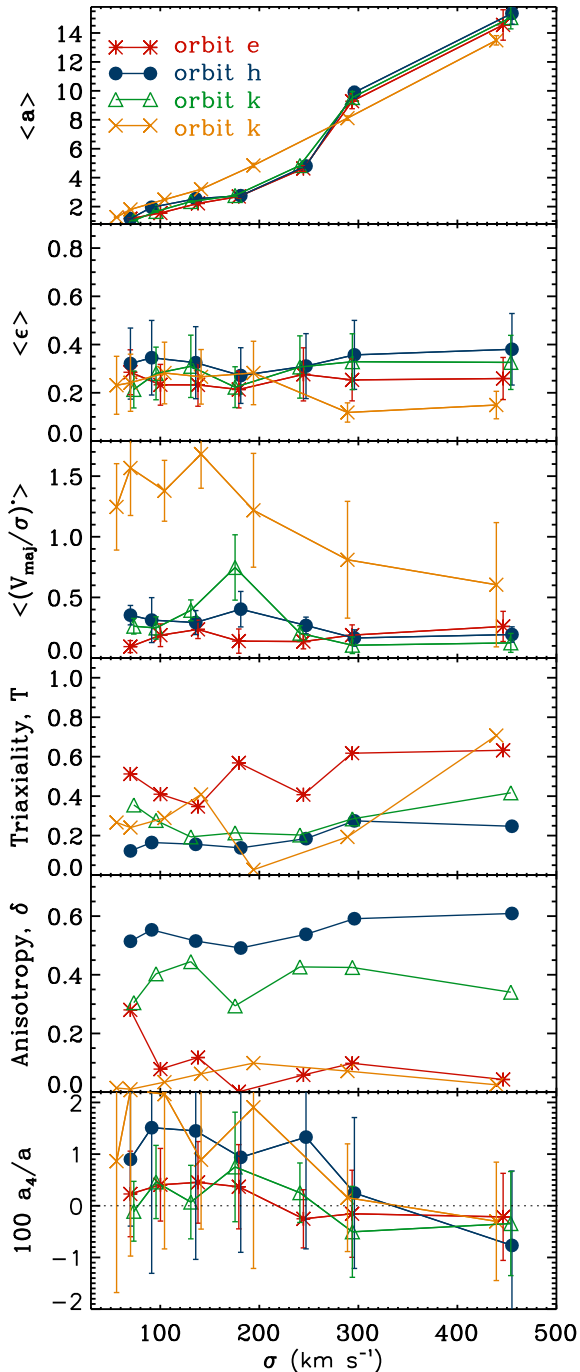 orbit e
orbit h
orbit k
orbit k
<a>
14
12
10
8
6
4
2
<ϵ>
0.8
0.6
0.4
0.2
0.0
<(V_maj/σ)*>
1.5
1.0
0.5
0.0
Triaxiality, T
1.0
0.8
0.6
0.4
0.2
0.0
Anisotropy, δ
0.6
0.4
0.2
0.0
100 a_4/a
2
1
0
-1
-2
100 200 300 400 500
σ (km s^-1)